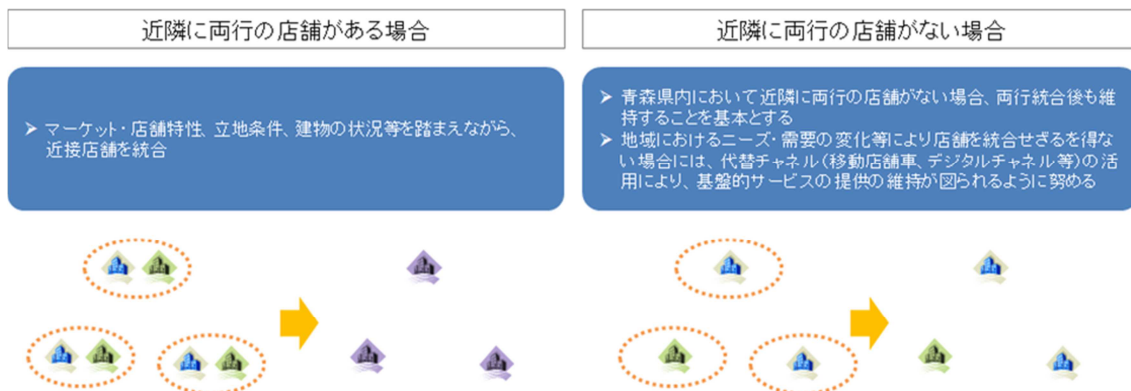 近隣に両行の店舗がある場合
➢ マーケット・店舗特性、立地条件、建物の状況等を踏まえながら、
近接店舗を統合
近隣に両行の店舗がない場合
➢ 青森県内において近隣に両行の店舗がない場合、両行統合後も維
持することを基本とする
➢ 地域におけるニーズ・需要の変化等により店舗を統合せざるを得な
い場合には、代替チャネル(移動店舗車、デジタルチャネル等)の活
用により、基盤的サービスの提供の維持が図られるように努める